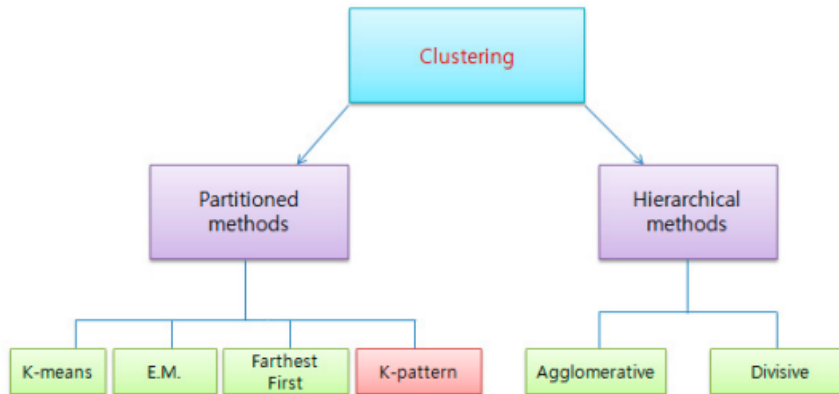 Clustering
Partitioned
methods
Hierarchical
methods
K-means
E.M.
Farthest
First
K-pattern
Agglomerative
Divisive